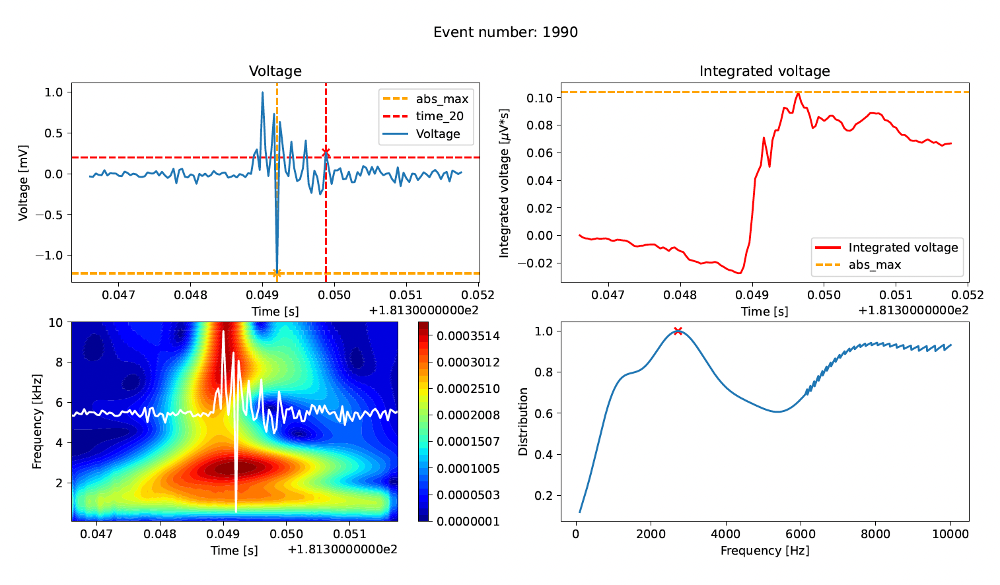 Event number: 1990
Voltage
Voltage [mV]
1.0
0.5
0.0
−0.5
−1.0
abs_max
time_20
Voltage
0.047
0.048
0.049
0.050
0.051
0.052
Time [s]
+1.8130000000e2
Integrated voltage
Integrated voltage [μV*s]
0.10
0.08
0.06
0.04
0.02
0.00
−0.02
Integrated voltage
abs_max
0.047
0.048
0.049
0.050
0.051
0.052
Time [s]
+1.8130000000e2
Frequency [kHz]
10
8
6
4
2
0.047
0.048
0.049
0.050
0.051
Time [s]
+1.8130000000e2
0.0003514
0.0003012
0.0002510
0.0002008
0.0001507
0.0001005
0.0000503
0.0000001
Distribution
1.0
0.8
0.6
0.4
0.2
0
2000
4000
6000
8000
10000
Frequency [Hz]